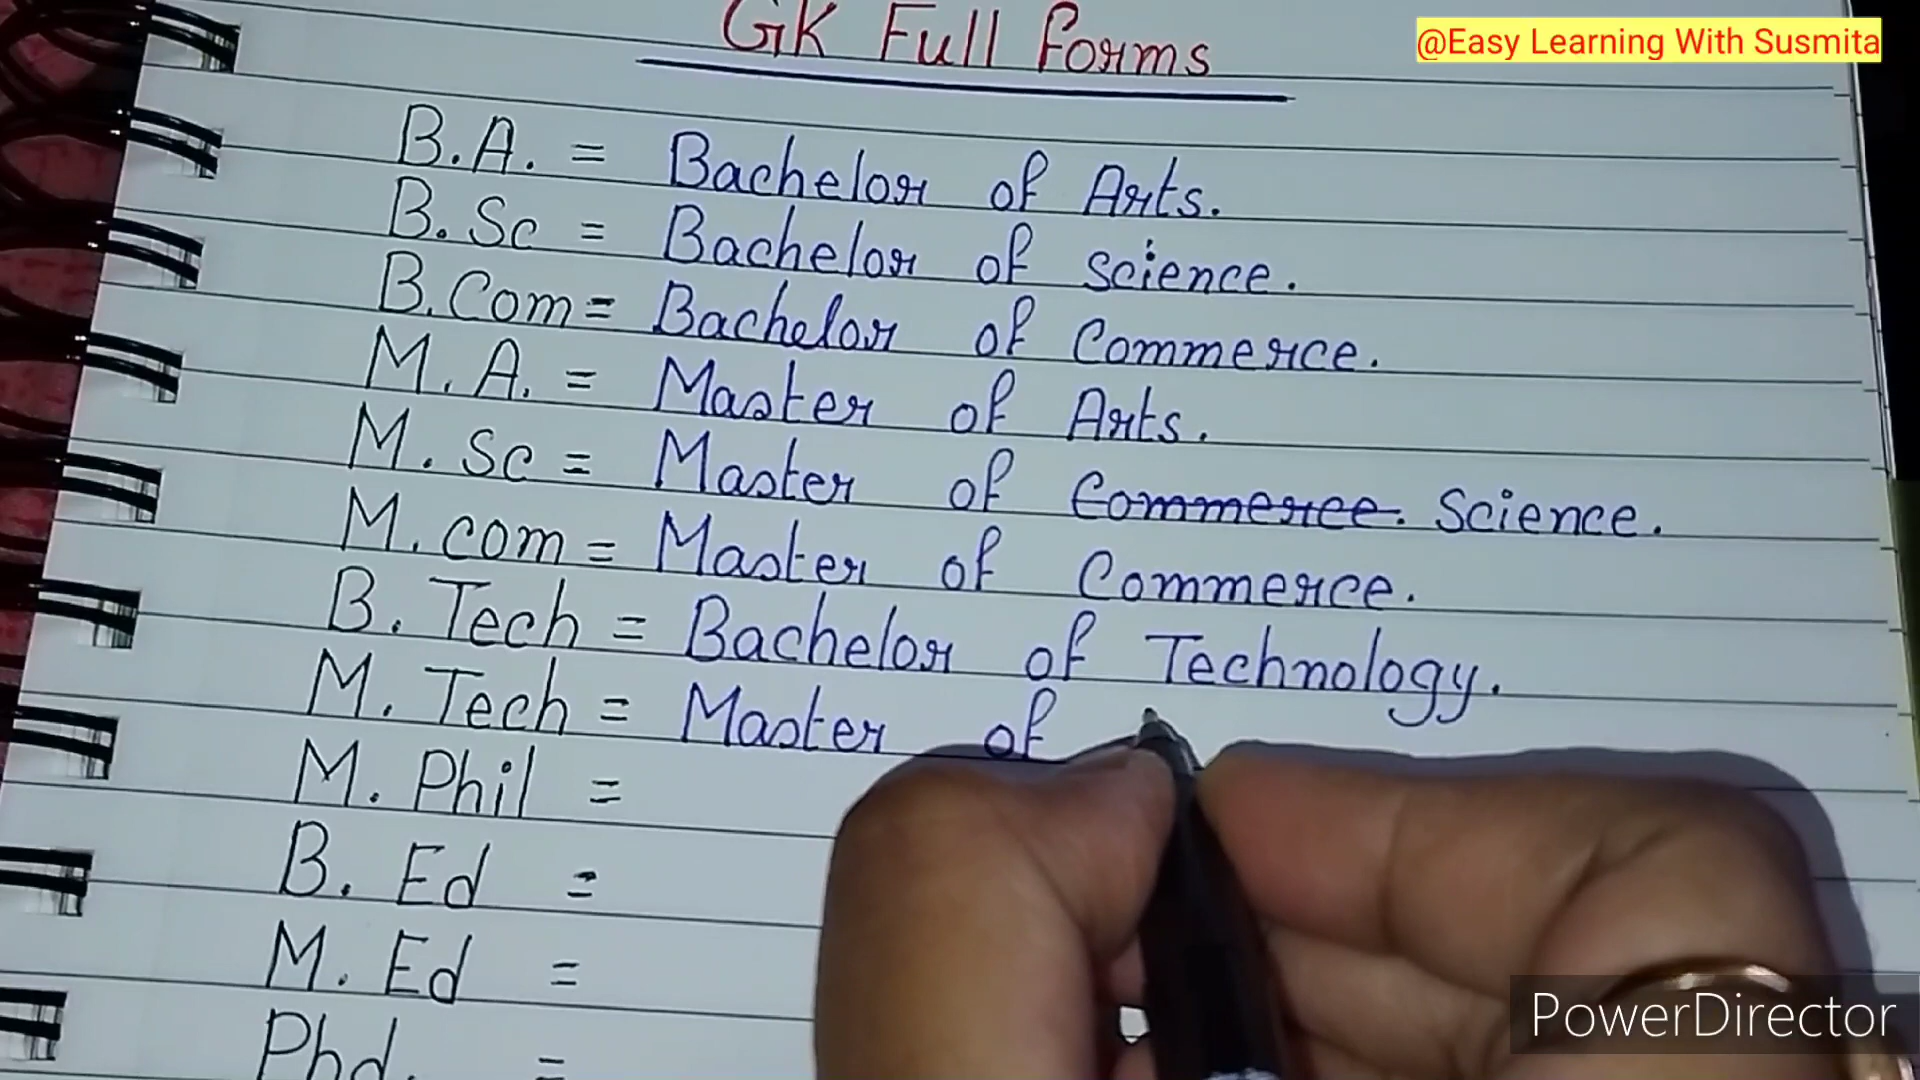 GK Full Forms
@Easy Learning With Susmita
B.A. = Bachelor of Arts.
B.Sc = Bachelor of Science.
B.Com = Bachelor of Commerce.
M.A. = Master of Arts.
M.Sc = Master of Commerce. Science.
M.com = Master of Commerce.
B.Tech = Bachelor of Technology.
M.Tech = Master of
M.Phil =
B.Ed =
M.Ed =
Phd. =
PowerDirector